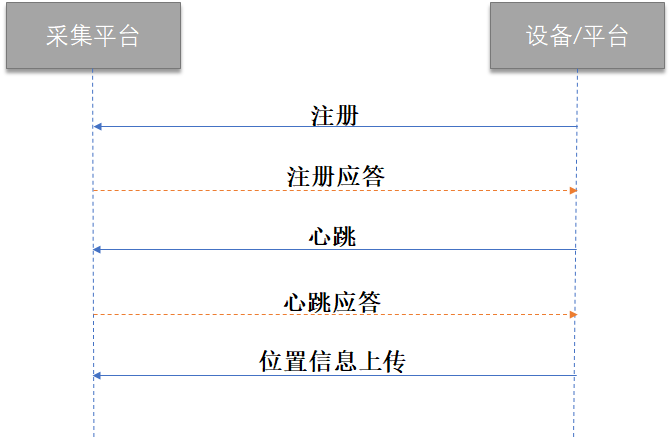 采集平台
设备/平台
注册
注册应答
心跳
心跳应答
位置信息上传